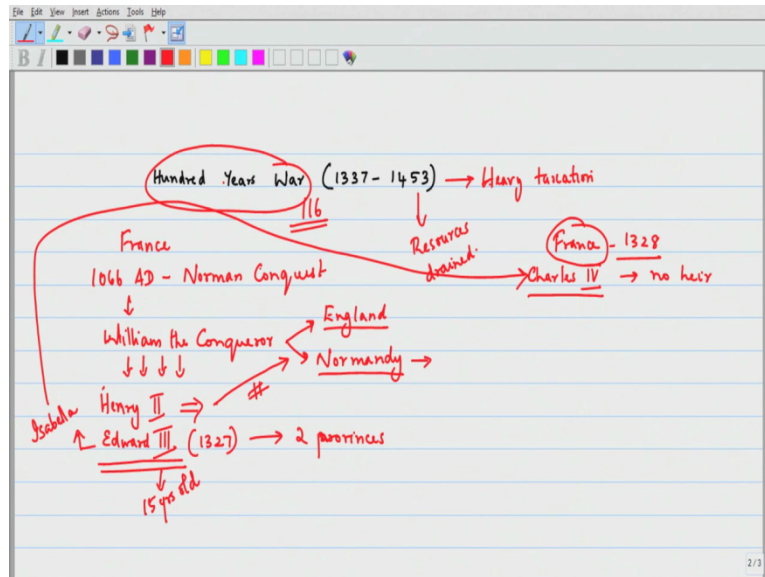 File Edit View Insert Actions Tools Help
B I
Hundred Years War (1337 - 1453) → Heavy taxation
116
Resources drained.
France - 1328
Charles IV → no heir
France
1066 AD - Norman Conquest
↓
William the Conqueror
England
Normandy →
↓ ↓ ↓ ↓
Henry II ⇒
#
Isabella
Edward III (1327) → 2 provinces
↓
15 yrs old
2/3